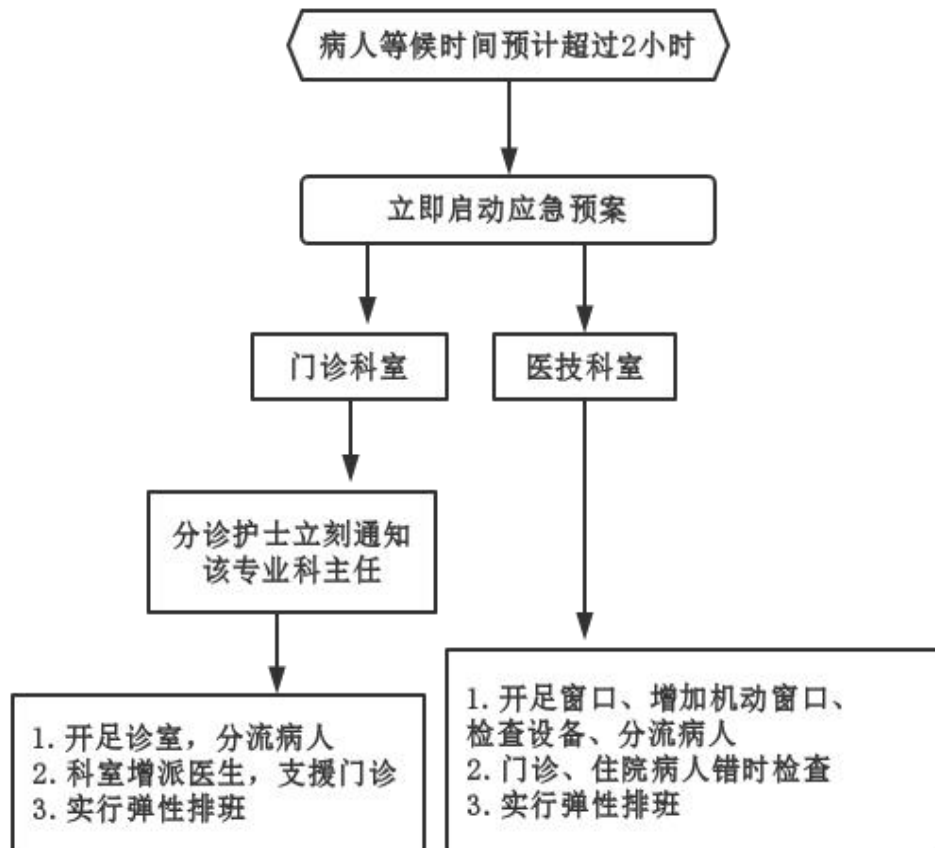 病人等候时间预计超过2小时
立即启动应急预案
门诊科室
医技科室
分诊护士立刻通知
该专业科主任
1. 开足诊室，分流病人
2. 科室增派医生，支援门诊
3. 实行弹性排班
1. 开足窗口、增加机动窗口、
检查设备、分流病人
2. 门诊、住院病人错时检查
3. 实行弹性排班